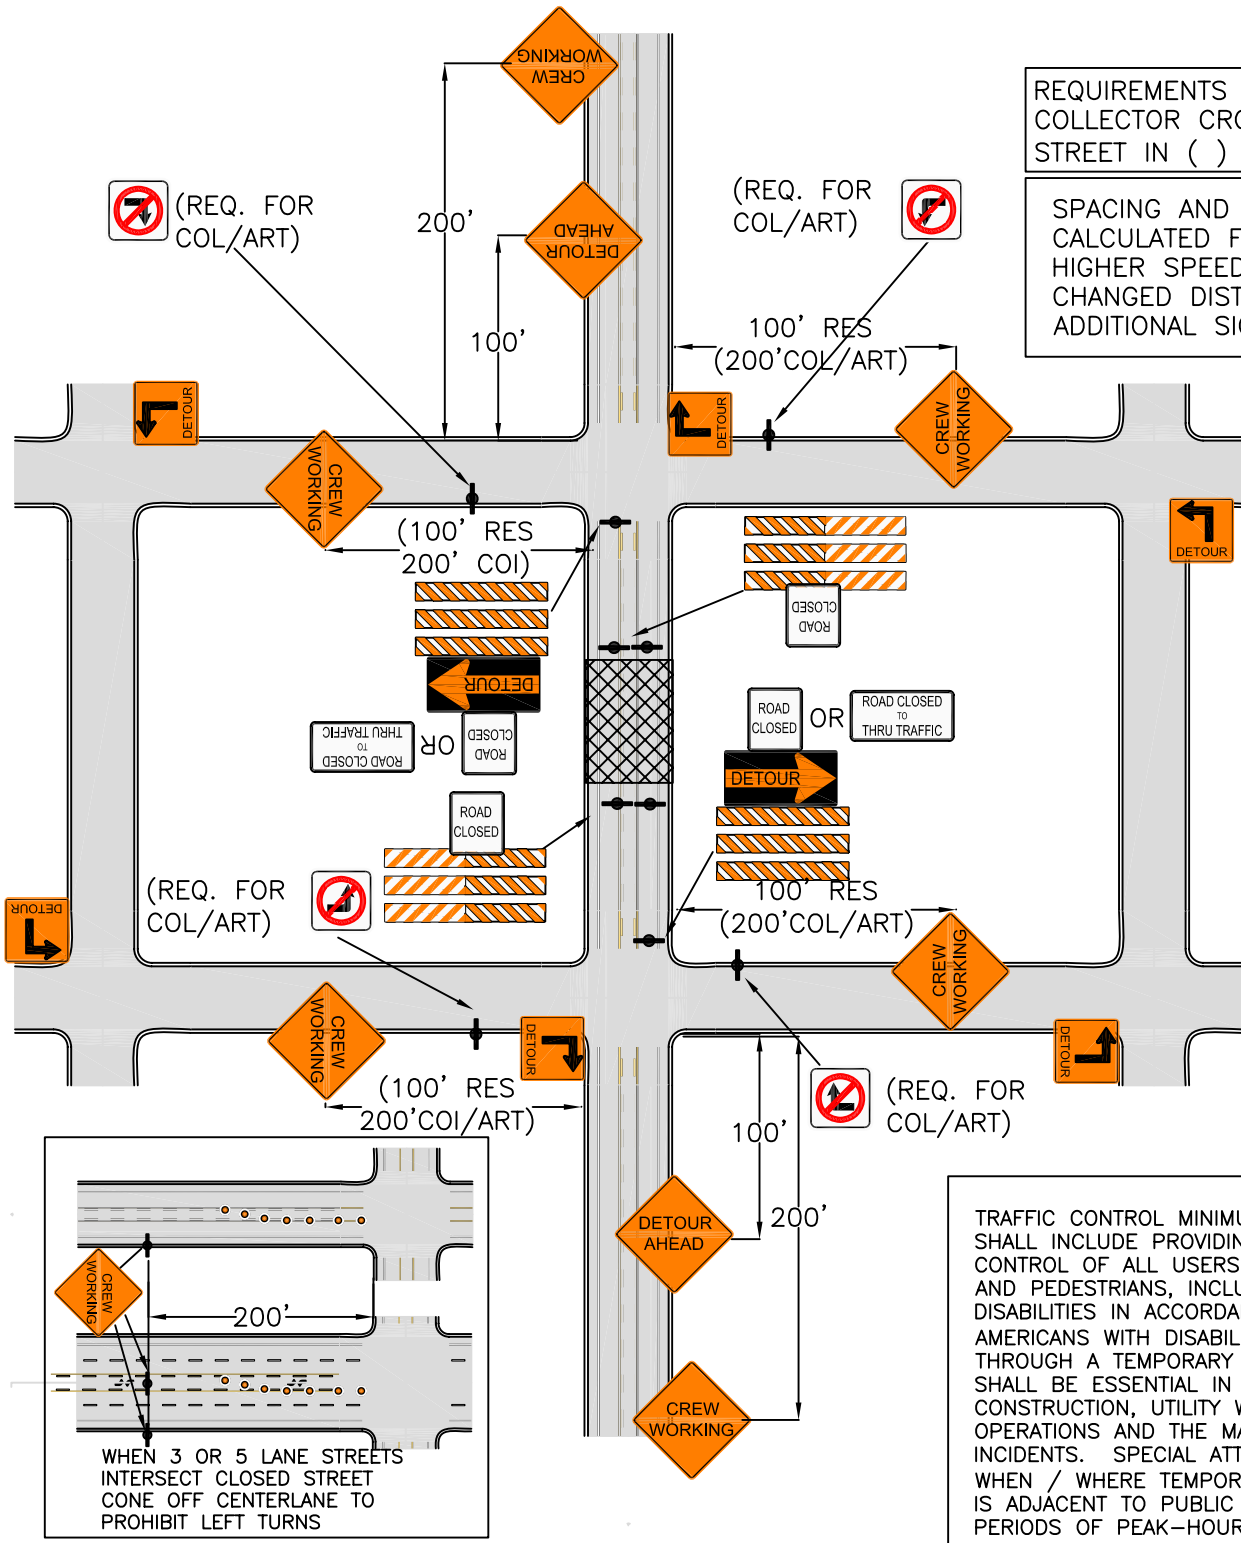 CREW
WORKING
REQUIREMENTS
COLLECTOR CRO
STREET IN ( )
(REQ. FOR
COL/ART)
200'
DETOUR
AHEAD
(REQ. FOR
COL/ART)
SPACING AND
CALCULATED F
HIGHER SPEED
CHANGED DIST
ADDITIONAL SI
100'
100' RES
(200'COL/ART)
DETOUR
DETOUR
CREW
WORKING
CREW
WORKING
(100' RES
200' COI)
DETOUR
ROAD
CLOSED
DETOUR
ROAD CLOSED
TO
THRU TRAFFIC
OR
ROAD
CLOSED
ROAD
CLOSED
OR
ROAD CLOSED
TO
THRU TRAFFIC
DETOUR
ROAD
CLOSED
(REQ. FOR
COL/ART)
100' RES
(200'COL/ART)
DETOUR
CREW
WORKING
CREW
WORKING
DETOUR
DETOUR
(100' RES
200'COI/ART)
(REQ. FOR
COL/ART)
100'
200'
DETOUR
AHEAD
CREW
WORKING
CREW
WORKING
200'
WHEN 3 OR 5 LANE STREETS
INTERSECT CLOSED STREET
CONE OFF CENTERLANE TO
PROHIBIT LEFT TURNS
TRAFFIC CONTROL MINIMU
SHALL INCLUDE PROVIDIN
CONTROL OF ALL USERS
AND PEDESTRIANS, INCLU
DISABILITIES IN ACCORDA
AMERICANS WITH DISABIL
THROUGH A TEMPORARY
SHALL BE ESSENTIAL IN
CONSTRUCTION, UTILITY W
OPERATIONS AND THE MA
INCIDENTS. SPECIAL ATT
WHEN / WHERE TEMPOR
IS ADJACENT TO PUBLIC
PERIODS OF PEAK-HOUR